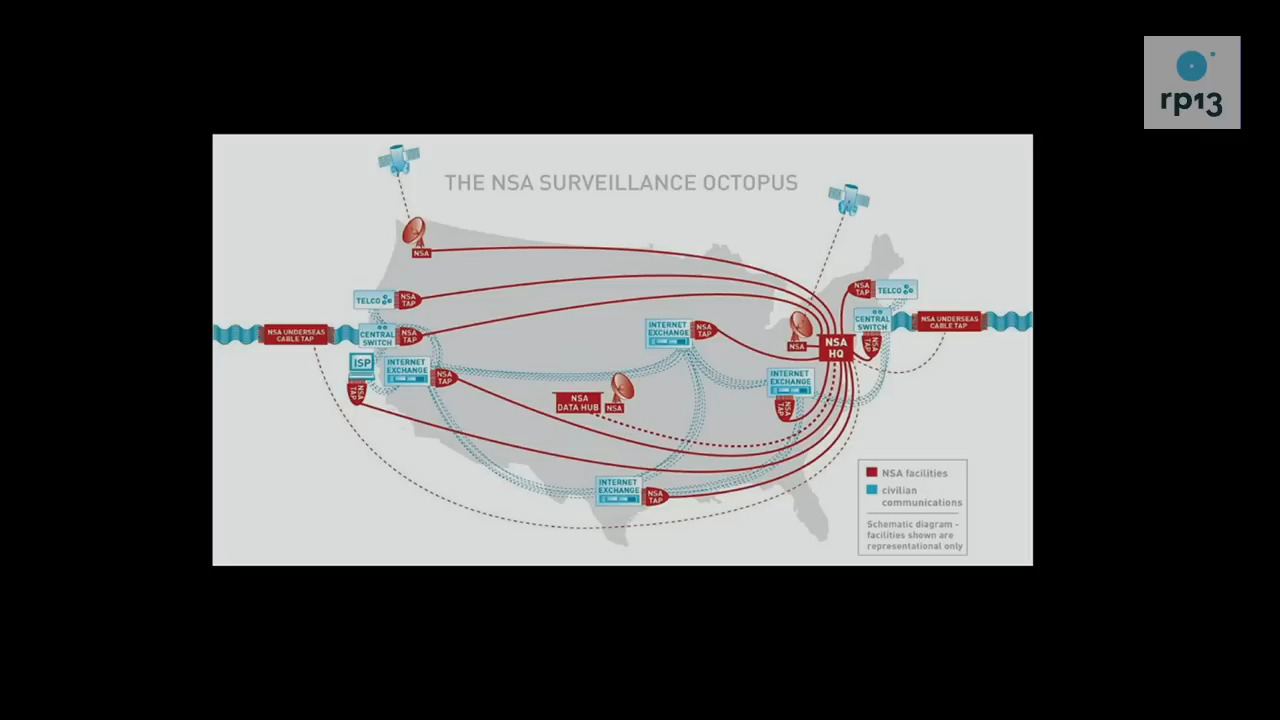 rp13
THE NSA SURVEILLANCE OCTOPUS
NSA
TELCO
NSA
TAP
NSA
TAP
TELCO
NSA UNDERSEAS
CABLE TAP
CENTRAL
SWITCH
NSA
TAP
INTERNET
EXCHANGE
NSA
TAP
NSA
NSA
HQ
CENTRAL
SWITCH
NSA
TAP
NSA UNDERSEAS
CABLE TAP
ISP
NSA
TAP
INTERNET
EXCHANGE
NSA
TAP
NSA
DATA HUB
NSA
INTERNET
EXCHANGE
NSA
TAP
INTERNET
EXCHANGE
NSA
TAP
NSA facilities
civilian
communications
Schematic diagram -
facilities shown are
representational only